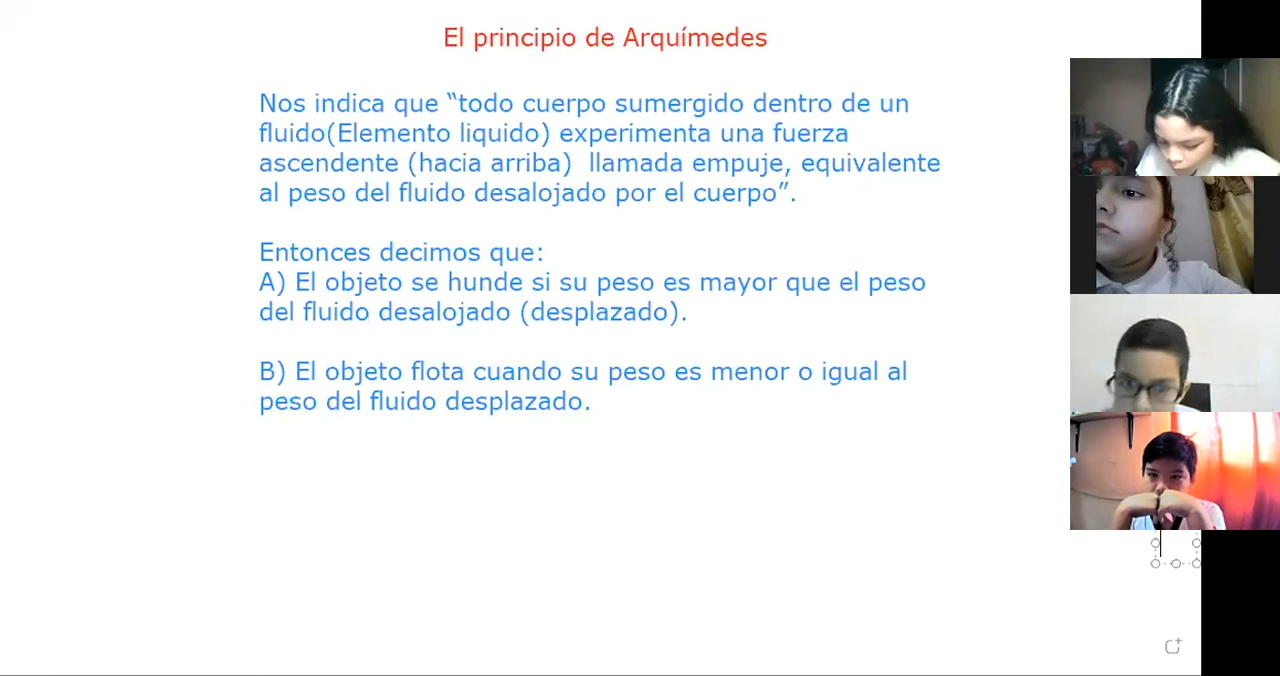 El principio de Arquímedes
Nos indica que “todo cuerpo sumergido dentro de un
fluido(Elemento liquido) experimenta una fuerza
ascendente (hacia arriba)  llamada empuje, equivalente
al peso del fluido desalojado por el cuerpo”.
Entonces decimos que:
A) El objeto se hunde si su peso es mayor que el peso
del fluido desalojado (desplazado).
B) El objeto flota cuando su peso es menor o igual al
peso del fluido desplazado.